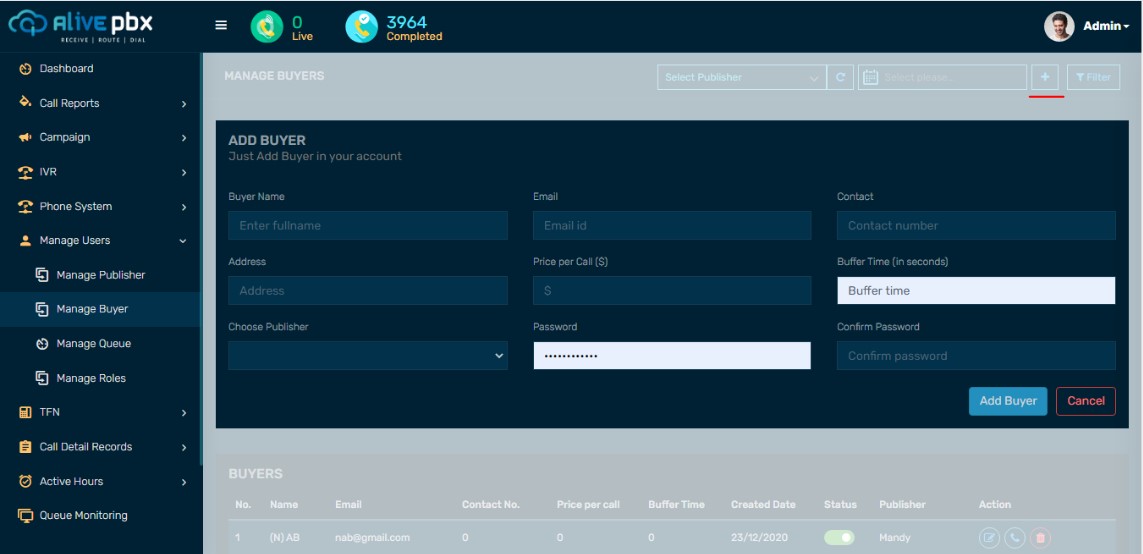 ALIVE pbx
RECEIVE | ROUTE | DIAL
0
Live
3964
Completed
Admin
Dashboard
Call Reports
Campaign
IVR
Phone System
Manage Users
Manage Publisher
Manage Buyer
Manage Queue
Manage Roles
TFN
Call Detail Records
Active Hours
Queue Monitoring
MANAGE BUYERS
Select Publisher
Select please..
+
Filter
ADD BUYER
Just Add Buyer in your account
Buyer Name
Email
Contact
Enter fullname
Email id
Contact number
Address
Price per Call ($)
Buffer Time (in seconds)
Address
$
Buffer time
Choose Publisher
Password
Confirm Password
••••••••••••
Confirm password
Add Buyer
Cancel
BUYERS
No. Name Email Contact No. Price per call Buffer Time Created Date Status Publisher Action
1 (N) AB nab@gmail.com 0 0 0 23/12/2020 Mandy